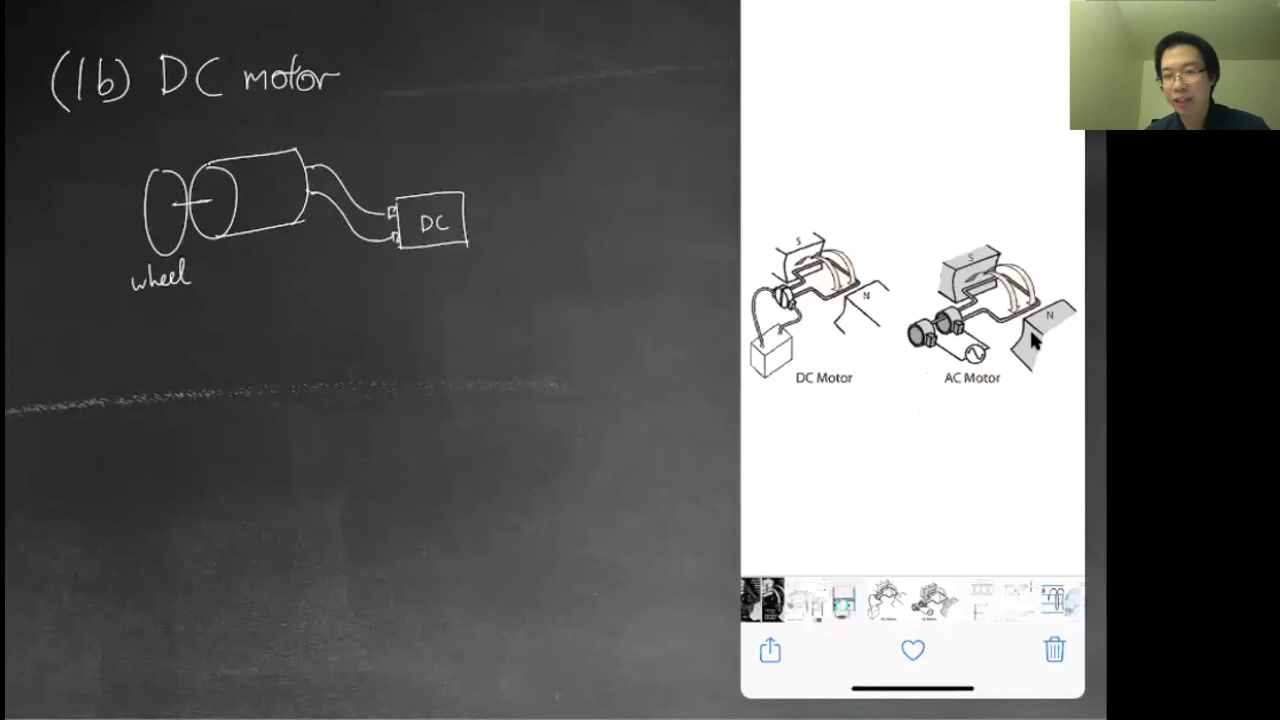 (1b) DC motor
DC
wheel
S
N
DC Motor
S
N
AC Motor